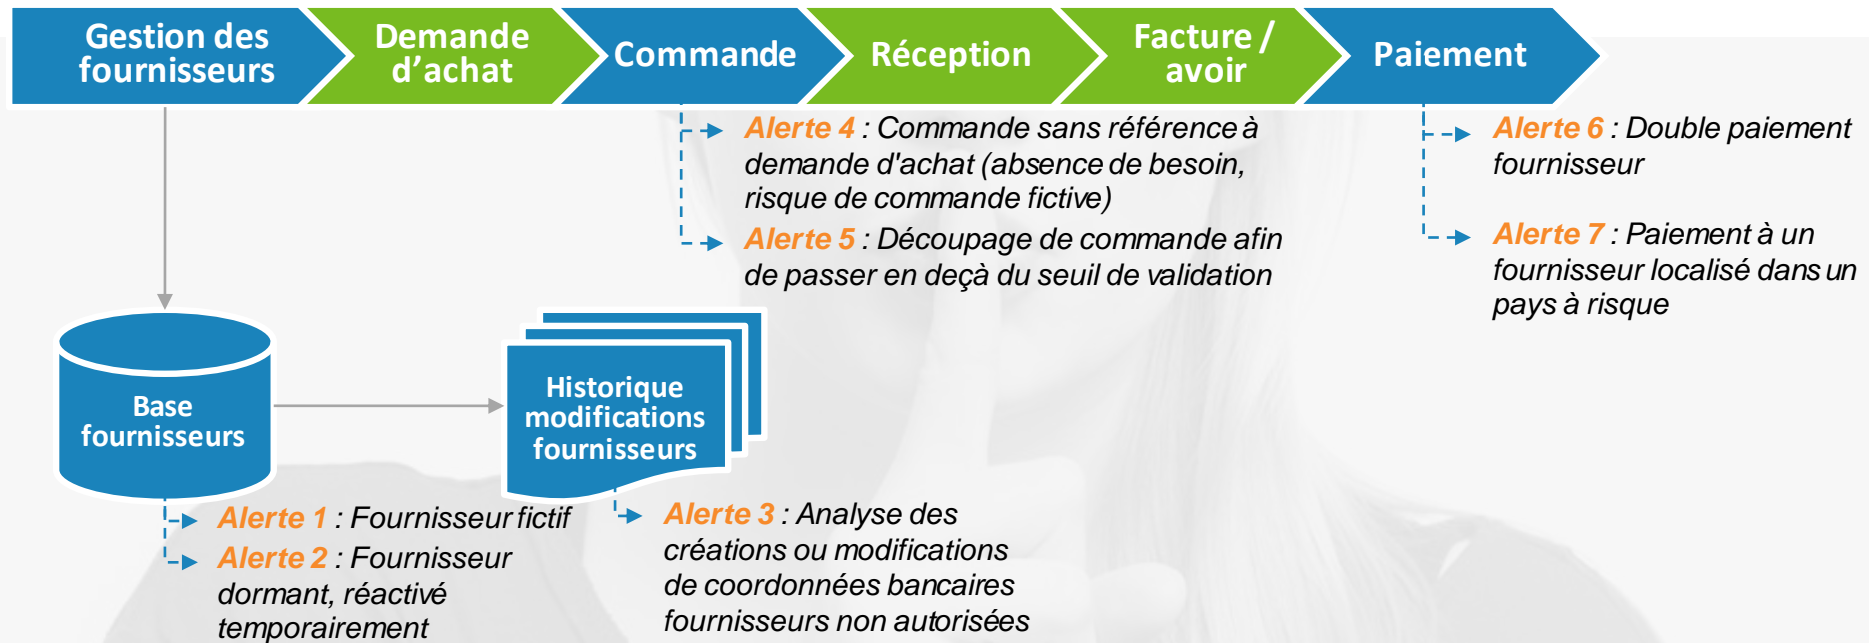 Gestion des
fournisseurs
Demande
d'achat
Commande
Réception
Facture /
avoir
Paiement
Alerte 4 : Commande sans référence à
demande d'achat (absence de besoin,
risque de commande fictive)
Alerte 5 : Découpage de commande afin
de passer en deçà du seuil de validation
Alerte 6 : Double paiement
fournisseur
Alerte 7 : Paiement à un
fournisseur localisé dans un
pays à risque
Base
fournisseurs
Historique
modifications
fournisseurs
Alerte 1 : Fournisseur fictif
Alerte 2 : Fournisseur
dormant, réactivé
temporairement
Alerte 3 : Analyse des
créations ou modifications
de coordonnées bancaires
fournisseurs non autorisées